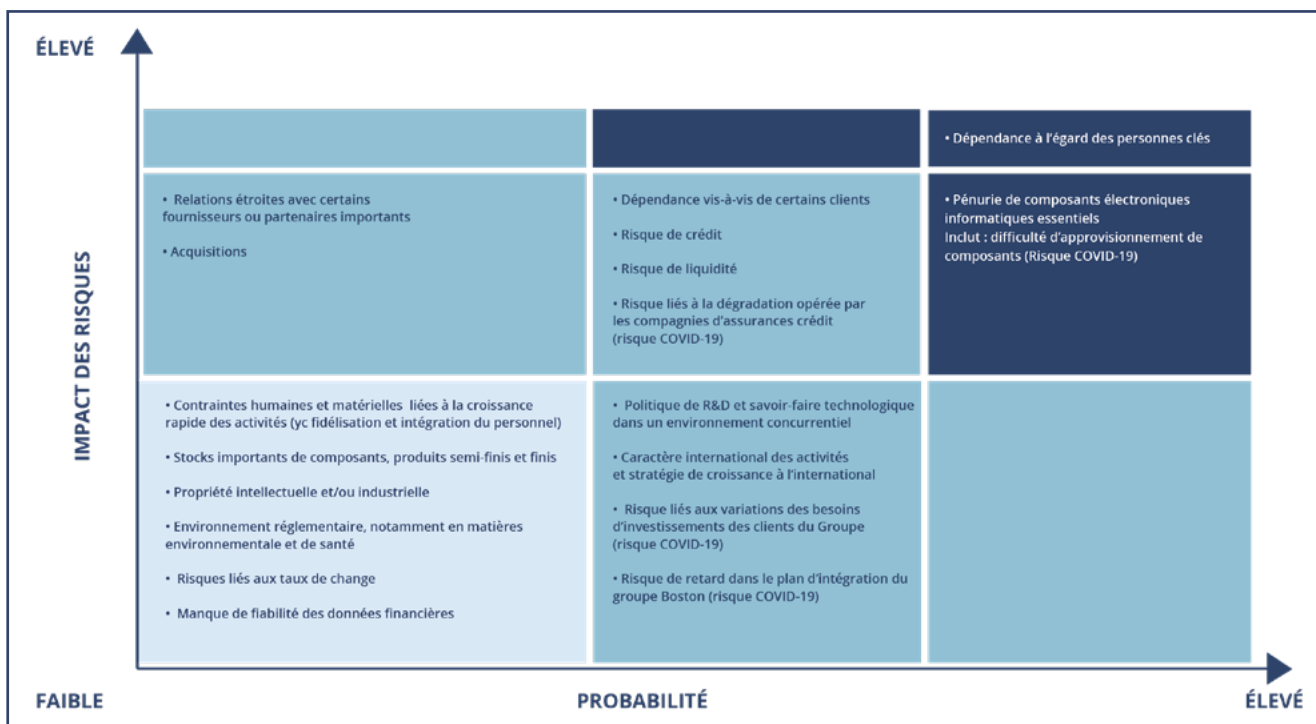 ÉLEVÉ
IMPACT DES RISQUES
• Dépendance à l'égard des personnes clés
• Relations étroites avec certains
fournisseurs ou partenaires importants
• Acquisitions
• Dépendance vis-à-vis de certains clients
• Risque de crédit
• Risque de liquidité
• Risque liés à la dégradation opérée par
les compagnies d'assurances crédit
(risque COVID-19)
• Pénurie de composants électroniques
informatiques essentiels
Inclut : difficulté d'approvisionnement de
composants (Risque COVID-19)
• Contraintes humaines et matérielles liées à la croissance
rapide des activités (yc fidélisation et intégration du personnel)
• Stocks importants de composants, produits semi-finis et finis
• Propriété intellectuelle et/ou industrielle
• Environnement réglementaire, notamment en matières
environnementale et de santé
• Risques liés aux taux de change
• Manque de fiabilité des données financières
• Politique de R&D et savoir-faire technologique
dans un environnement concurrentiel
• Caractère international des activités
et stratégie de croissance à l'international
• Risque liés aux variations des besoins
d'investissements des clients du Groupe
(risque COVID-19)
• Risque de retard dans le plan d'intégration du
groupe Boston (risque COVID-19)
FAIBLE
PROBABILITÉ
ÉLEVÉ